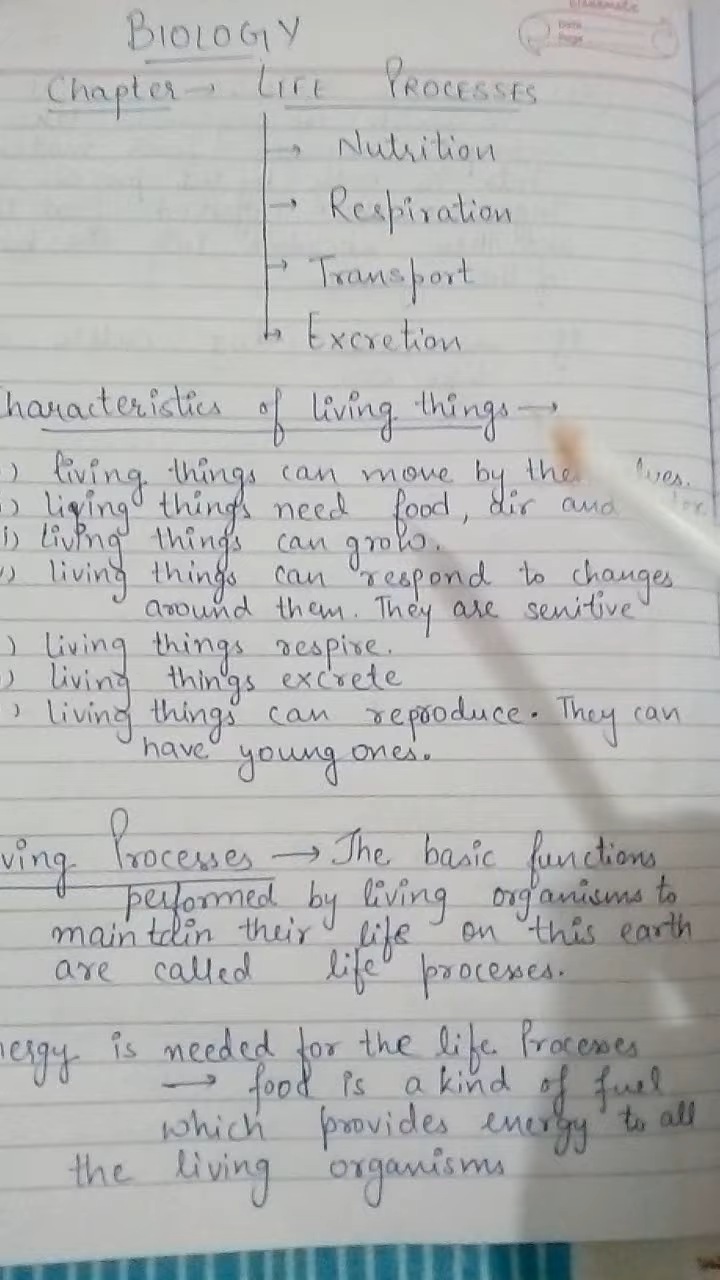 BIOLOGY
Chapter → LIFE PROCESSES
→ Nutrition
→ Respiration
→ Transport
→ Excretion
haracteristics of living things →
) living things can move by the
) living things need food, air and
i) living things can grow.
) living things can respond to changes
around them. They are senitive
) living things respire.
) living things excrete
) living things can reproduce. They can
have young ones.
ving Processes → The basic functions
performed by living organisms to
maintain their life on this earth
are called life processes.
nergy is needed for the life Processes
→ food is a kind of fuel
which provides energy to all
the living organisms